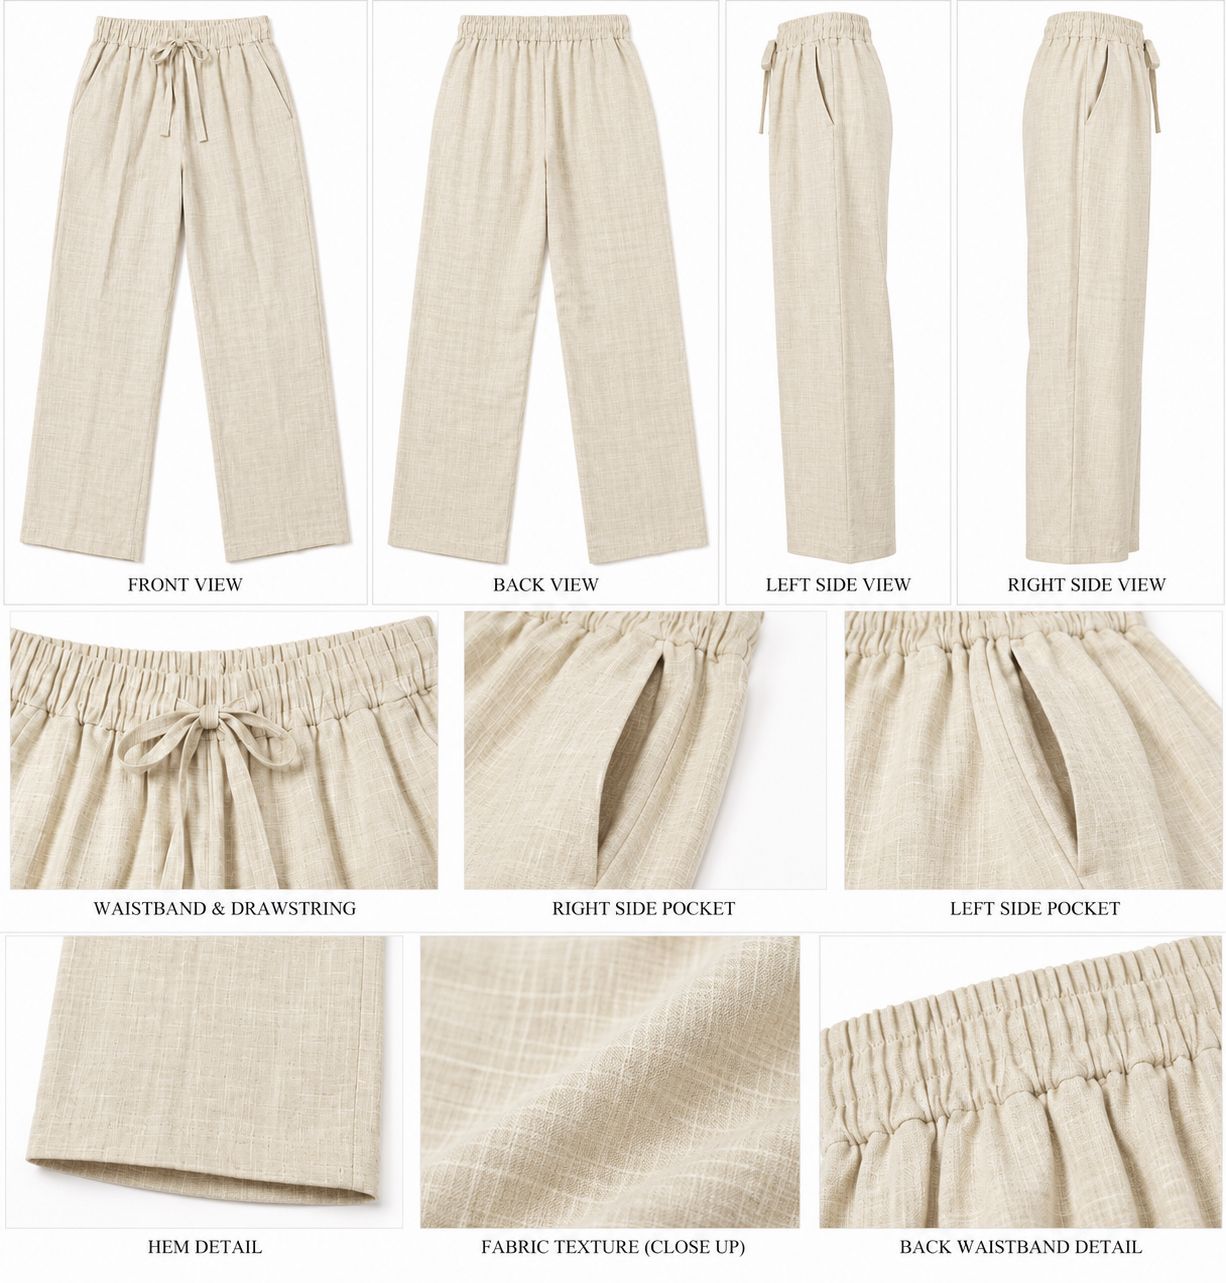 FRONT VIEW
BACK VIEW
LEFT SIDE VIEW
RIGHT SIDE VIEW
WAISTBAND & DRAWSTRING
RIGHT SIDE POCKET
LEFT SIDE POCKET
HEM DETAIL
FABRIC TEXTURE (CLOSE UP)
BACK WAISTBAND DETAIL